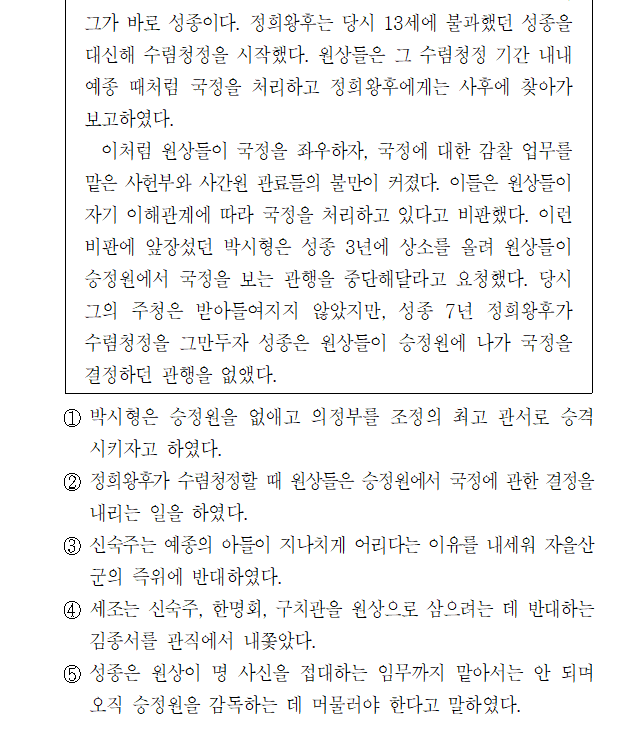 그가 바로 성종이다. 정희왕후는 당시 13세에 불과했던 성종을
대신해 수렴청정을 시작했다. 원상들은 그 수렴청정 기간 내내
예종 때처럼 국정을 처리하고 정희왕후에게는 사후에 찾아가
보고하였다.
이처럼 원상들이 국정을 좌우하자, 국정에 대한 감찰 업무를
맡은 사헌부와 사간원 관료들의 불만이 커졌다. 이들은 원상들이
자기 이해관계에 따라 국정을 처리하고 있다고 비판했다. 이런
비판에 앞장섰던 박시형은 성종 3년에 상소를 올려 원상들이
승정원에서 국정을 보는 관행을 중단해달라고 요청했다. 당시
그의 주청은 받아들여지지 않았지만, 성종 7년 정희왕후가
수렴청정을 그만두자 성종은 원상들이 승정원에 나가 국정을
결정하던 관행을 없앴다.
① 박시형은 승정원을 없애고 의정부를 조정의 최고 관서로 승격
시키자고 하였다.
② 정희왕후가 수렴청정할 때 원상들은 승정원에서 국정에 관한 결정을
내리는 일을 하였다.
③ 신숙주는 예종의 아들이 지나치게 어리다는 이유를 내세워 자을산
군의 즉위에 반대하였다.
④ 세조는 신숙주, 한명회, 구치관을 원상으로 삼으려는 데 반대하는
김종서를 관직에서 내쫓았다.
⑤ 성종은 원상이 명 사신을 접대하는 임무까지 맡아서는 안 되며
오직 승정원을 감독하는 데 머물러야 한다고 말하였다.